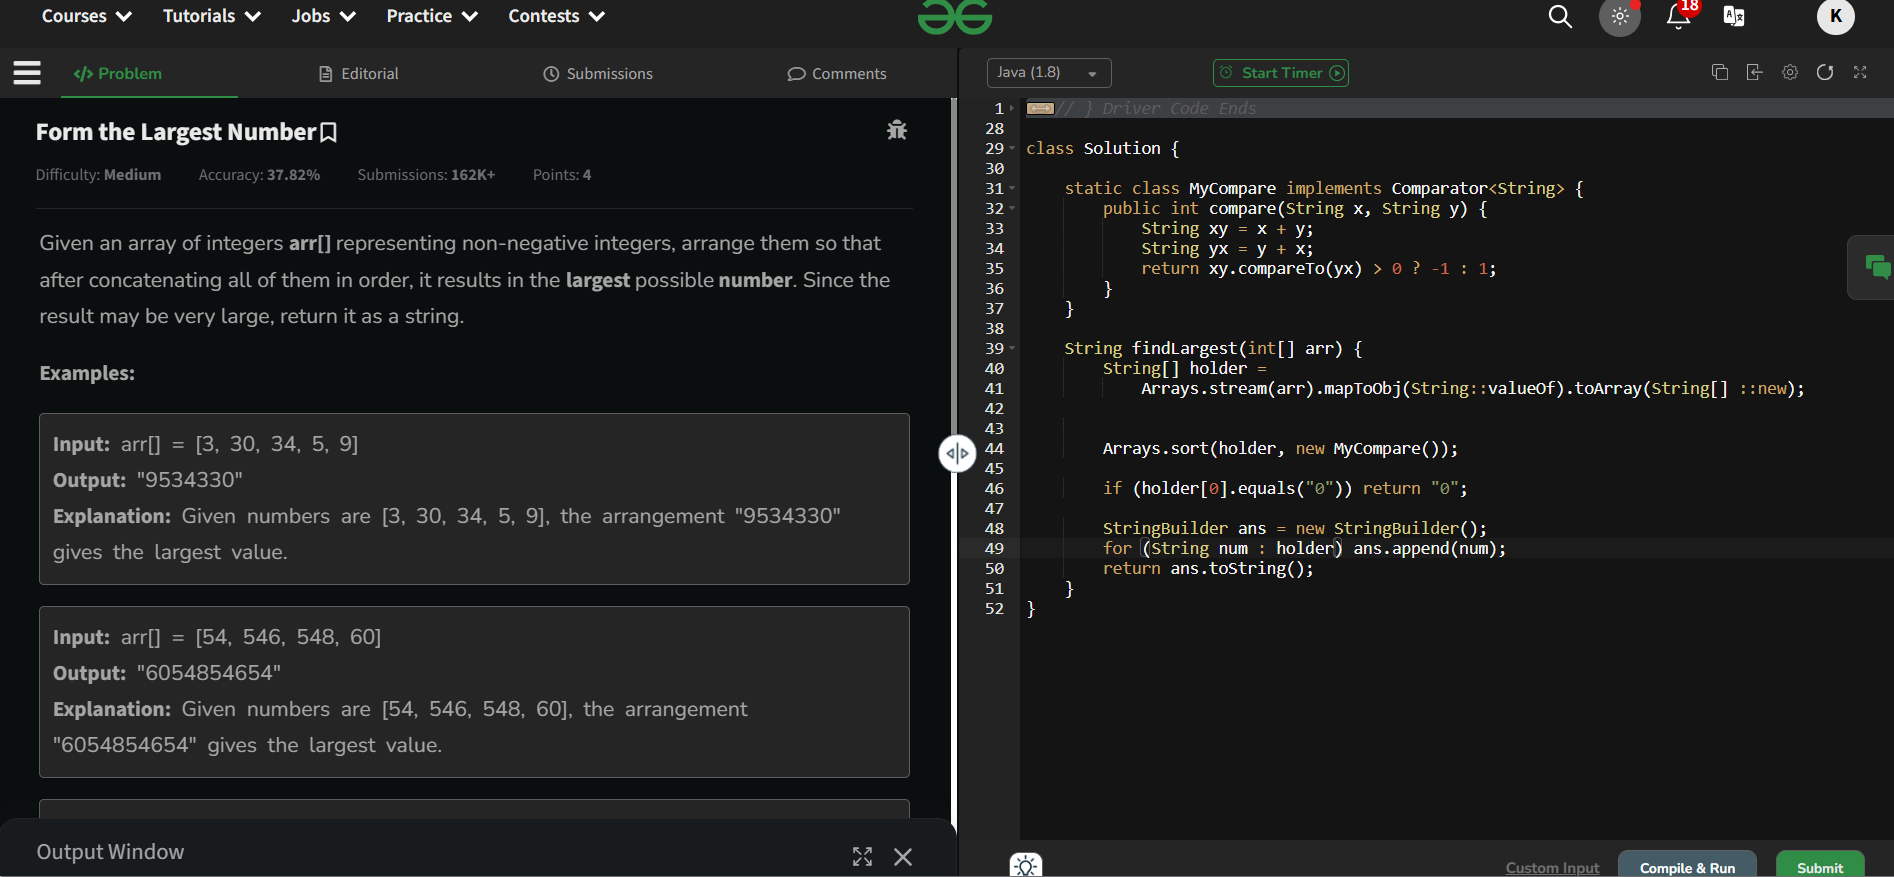 Courses Tutorials Jobs Practice Contests
18
K
</> Problem Editorial Submissions Comments
Form the Largest Number
Difficulty: Medium Accuracy: 37.82% Submissions: 162K+ Points: 4
Given an array of integers arr[] representing non-negative integers, arrange them so that
after concatenating all of them in order, it results in the largest possible number. Since the
result may be very large, return it as a string.
Examples:
Input: arr[] = [3, 30, 34, 5, 9]
Output: "9534330"
Explanation: Given numbers are [3, 30, 34, 5, 9], the arrangement "9534330"
gives the largest value.
Input: arr[] = [54, 546, 548, 60]
Output: "6054854654"
Explanation: Given numbers are [54, 546, 548, 60], the arrangement
"6054854654" gives the largest value.
Output Window
Java (1.8) Start Timer
1 // } Driver Code Ends
28
29 class Solution {
30
31     static class MyCompare implements Comparator<String> {
32         public int compare(String x, String y) {
33             String xy = x + y;
34             String yx = y + x;
35             return xy.compareTo(yx) > 0 ? -1 : 1;
36         }
37     }
38
39     String findLargest(int[] arr) {
40         String[] holder =
41             Arrays.stream(arr).mapToObj(String::valueOf).toArray(String[] ::new);
42
43
44         Arrays.sort(holder, new MyCompare());
45
46         if (holder[0].equals("0")) return "0";
47
48         StringBuilder ans = new StringBuilder();
49         for (String num : holder) ans.append(num);
50         return ans.toString();
51     }
52 }
Custom Input Compile & Run Submit